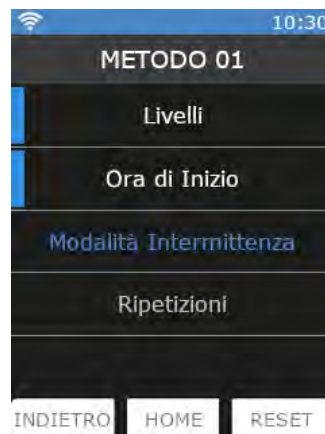 10:30
METODO 01
Livelli
Ora di Inizio
Modalità Intermittenza
Ripetizioni
INDIETRO HOME RESET